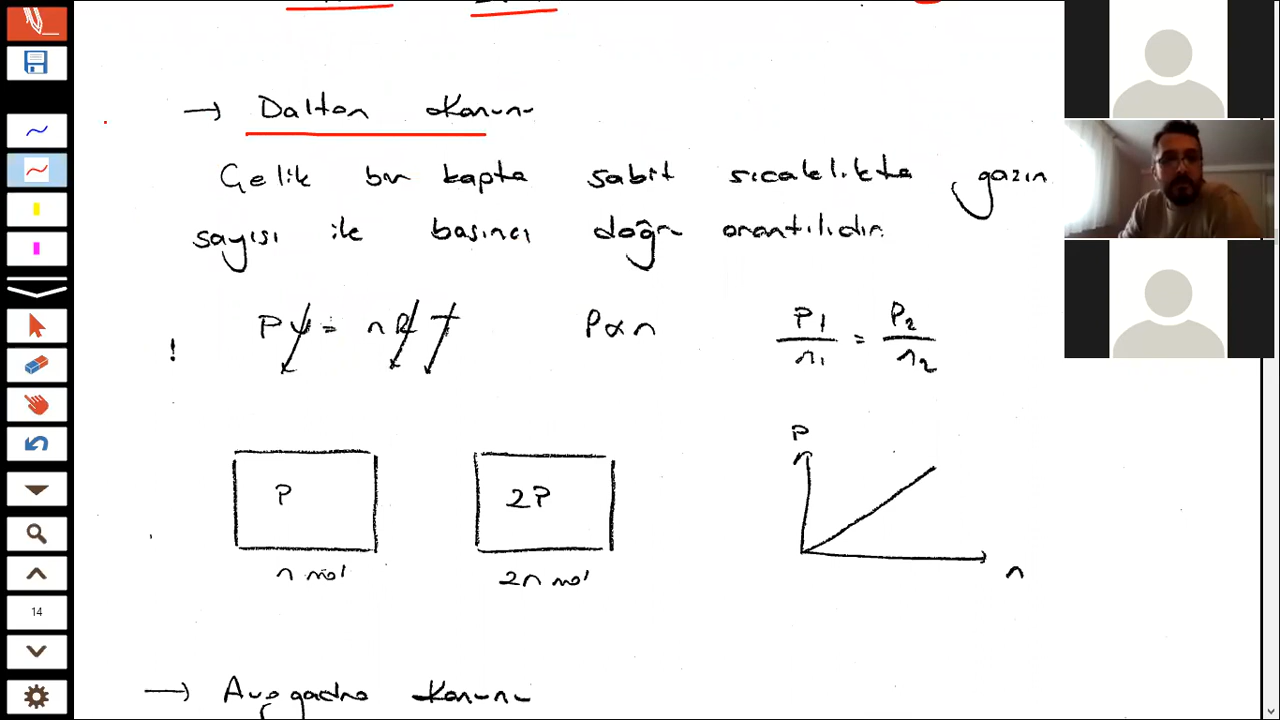 → Dalton Kanunu
Çelik bir kapta sabit sıcaklıkta gazın
sayısı ile basıncı doğru orantılıdır.
! PV = nRT P∝n P1/n1 = P2/n2
P 2P P
n mol 2n mol n
14
→ Avogadro Kanunu